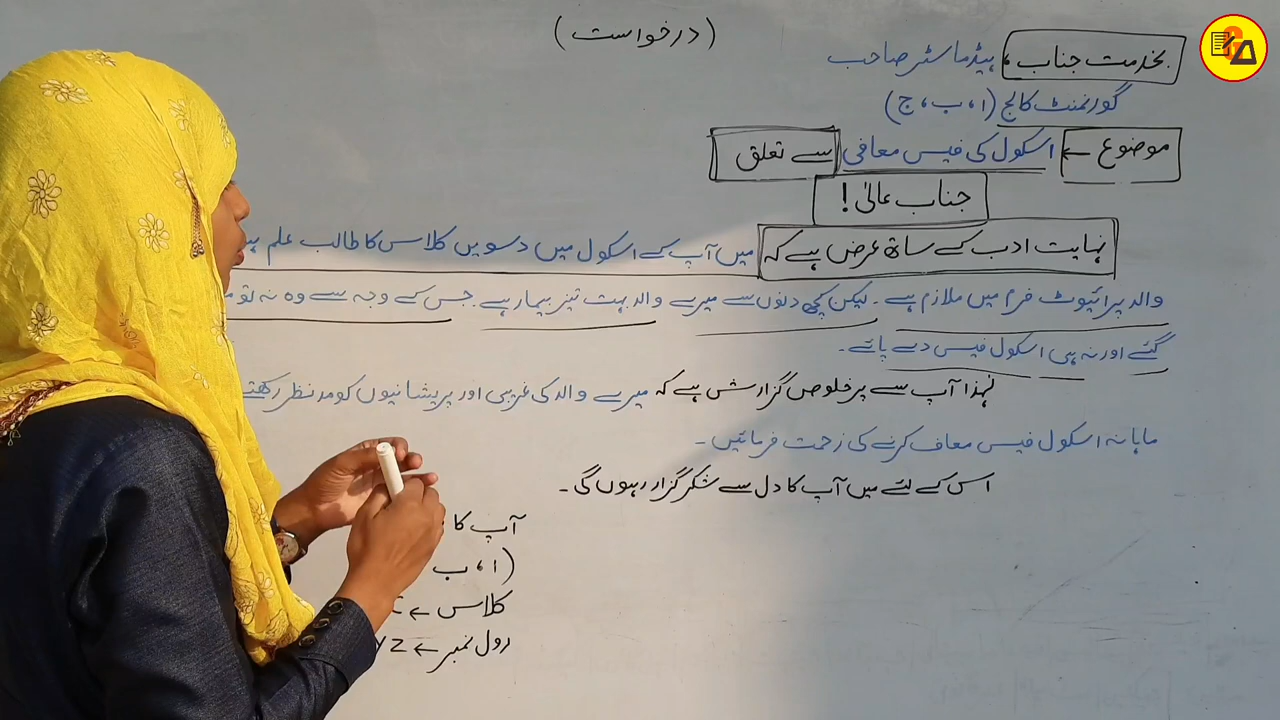 (درخواست)
بخدمت جناب، ہیڈماسٹر صاحب
گورنمنٹ کالج (ا، ب، ج)
موضوع ← اسکول کی فیس معافی سے تعلق
جناب عالیٰ!
نہایت ادب کے ساتھ عرض ہے کہ میں آپ کے اسکول میں دسویں کلاس کا طالب علم
والد پرائیوٹ فرم میں ملازم ہے۔ لیکن کچھ دنوں سے میرے والد بہت تیز بیمار ہے۔ جس کے وجہ سے وہ نہ تو
گئے اور نہ ہی اسکول فیس دے پائے۔
لہٰذا آپ سے پرخلوص گزارش ہے کہ میرے والد کی غریبی اور پریشانیوں کو مدنظر رکھتے
ماہانہ اسکول فیس معاف کرنے کی زحمت فرمائیں۔
اس کے لئے میں آپ کا دل سے شکر گزار رہوں گی۔
آپ کا
(ا، ب
کلاس ←
رول نمبر ← YZ